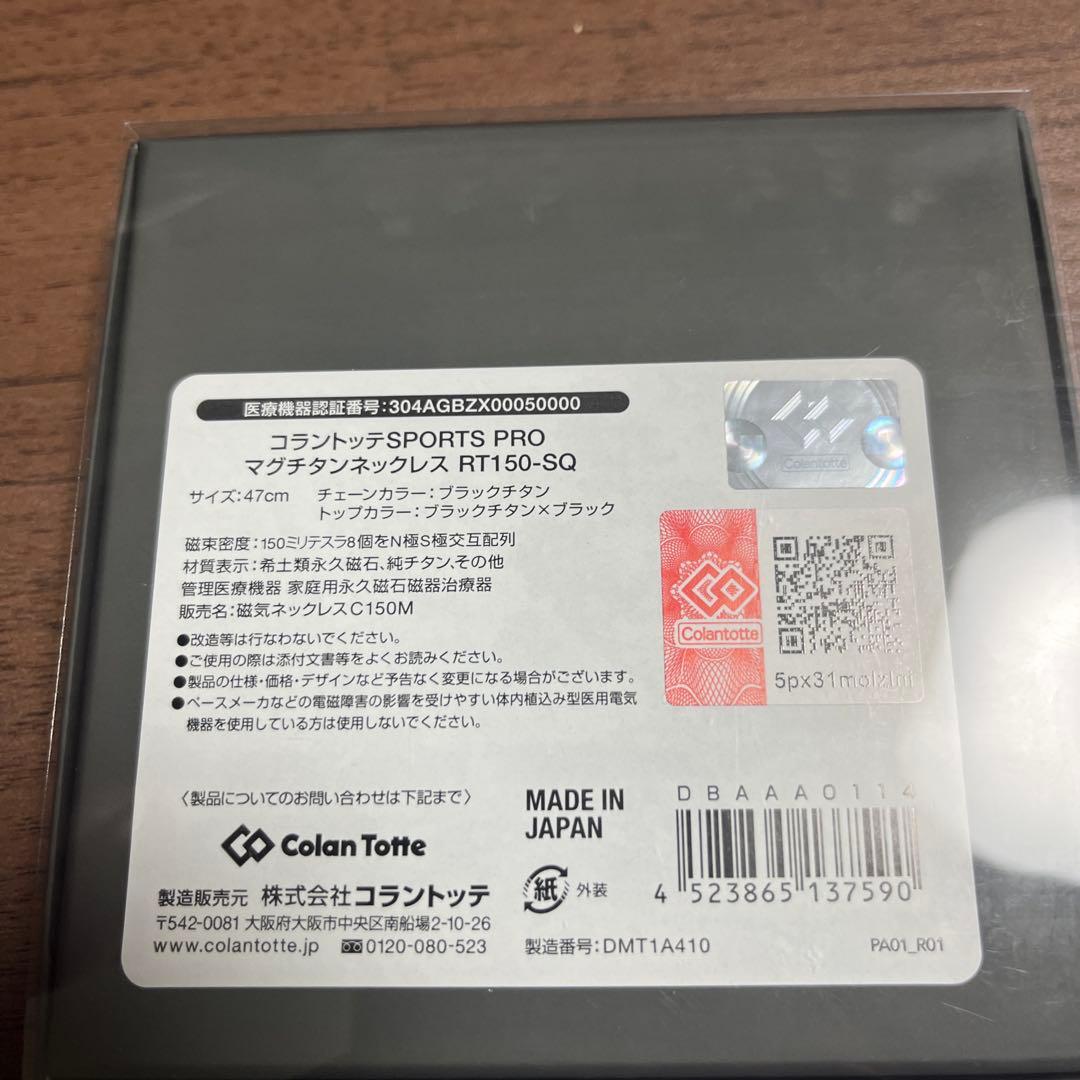 医療機器認証番号:304AGBZX00050000
コラントッテSPORTS PRO
マグチタンネックレス RT150-SQ
サイズ:47cm チェーンカラー:ブラックチタン
トップカラー:ブラックチタン×ブラック
磁束密度:150ミリテスラ8個をN極S極交互配列
材質表示:希土類永久磁石、純チタン、その他
管理医療機器 家庭用永久磁石磁器治療器
販売名:磁気ネックレスC150M
●改造等は行なわないでください。
●ご使用の際は添付文書等をよくお読みください。
●製品の仕様・価格・デザインなど予告なく変更になる場合がございます。
●ペースメーカなどの電磁障害の影響を受けやすい体内植込み型医用電気
機器を使用している方は使用しないでください。
Colantotte
Colantotte
〈製品についてのお問い合わせは下記まで〉
Colan Totte
製造販売元 株式会社コラントッテ
〒542-0081 大阪府大阪市中央区南船場2-10-26
www.colantotte.jp 0120-080-523
MADE IN
JAPAN
紙 外装
製造番号:DMT1A410
DBAAA0114
4 523865 137590
PA01_R01